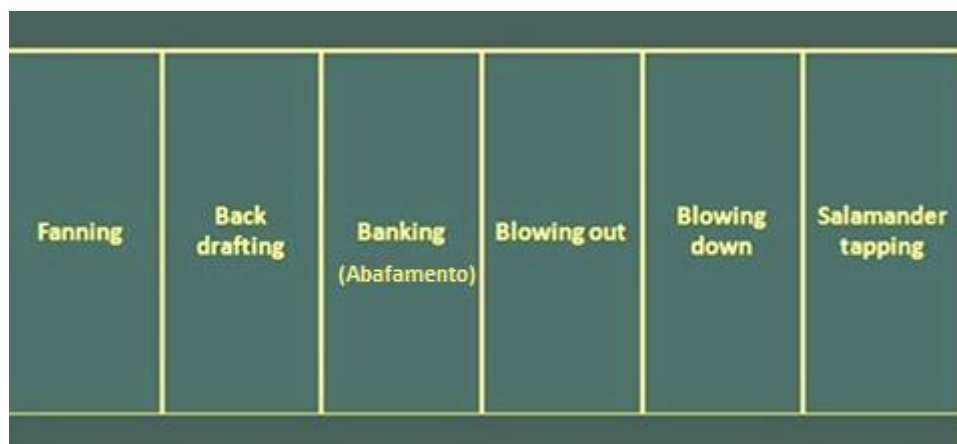 Fanning
Back
drafting
Banking
(Abafamento)
Blowing out
Blowing
down
Salamander
tapping